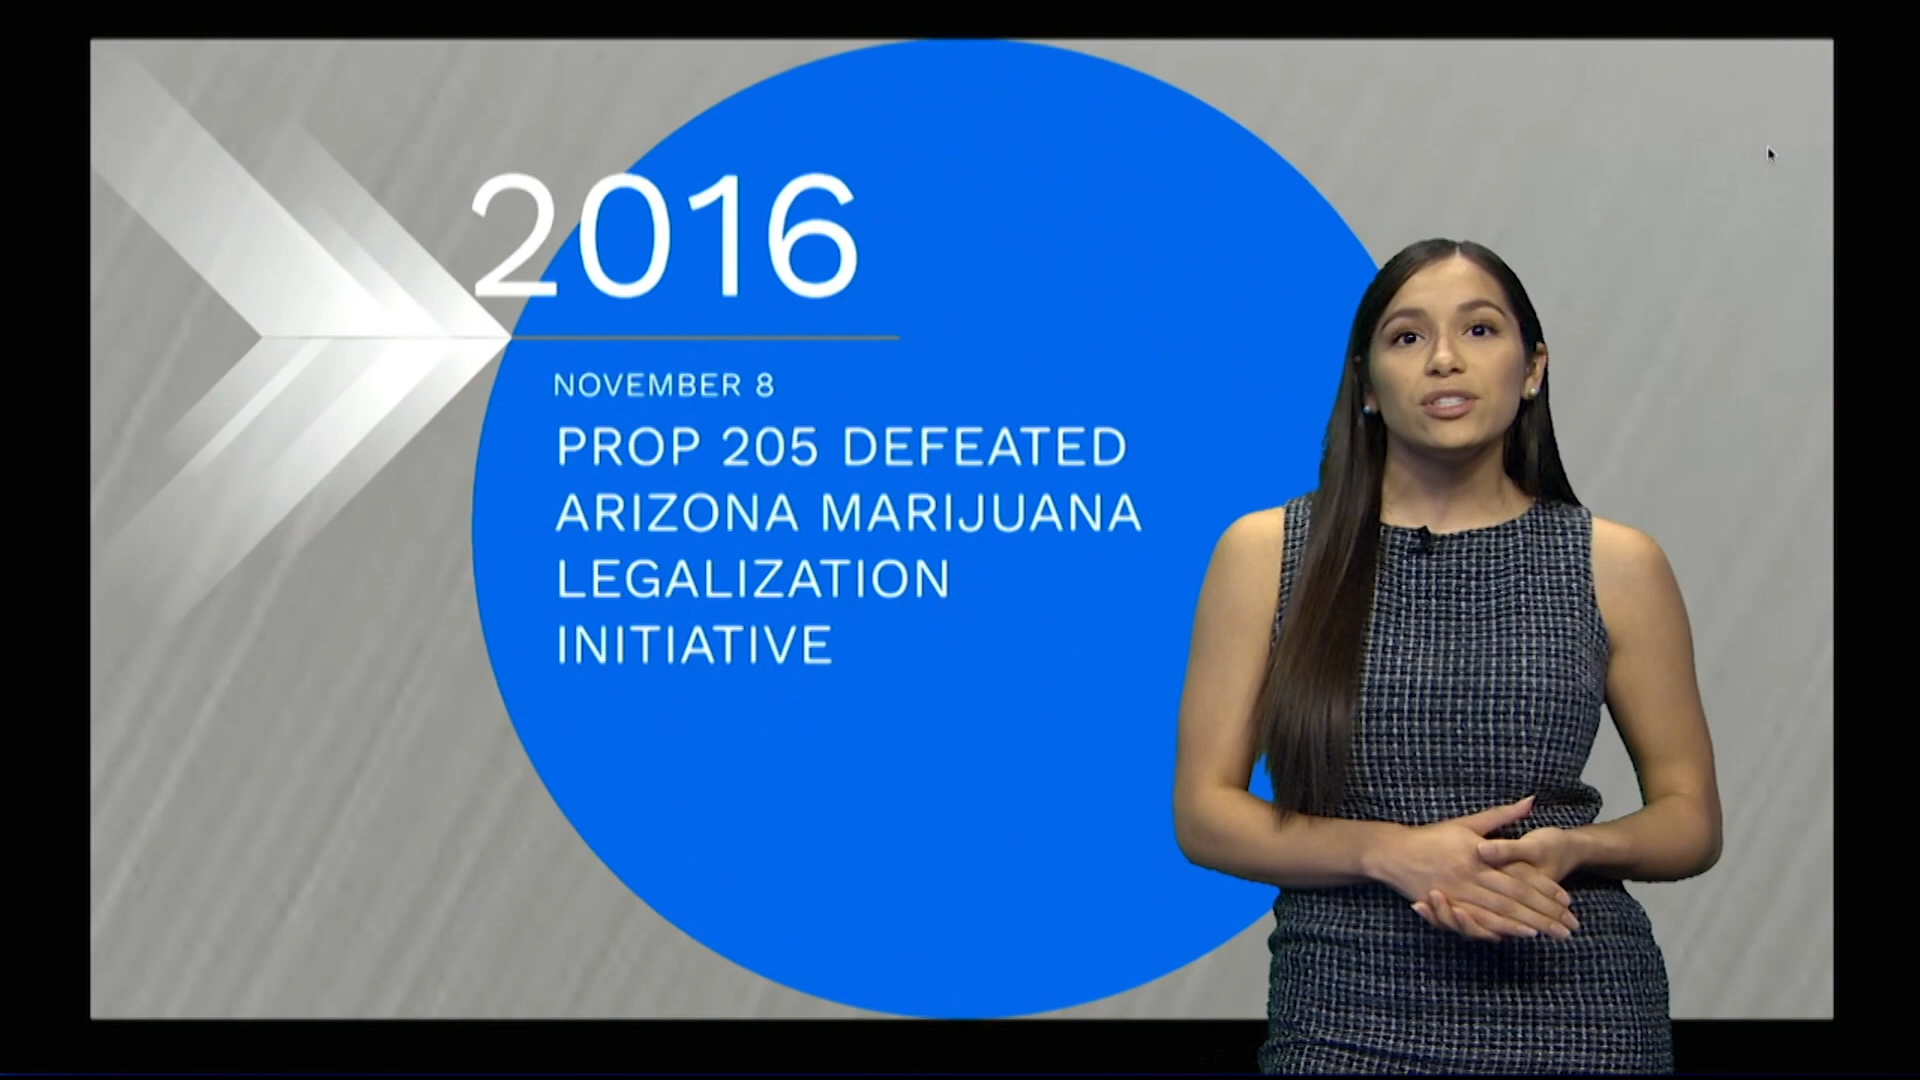 2016
NOVEMBER 8
PROP 205 DEFEATED
ARIZONA MARIJUANA
LEGALIZATION
INITIATIVE